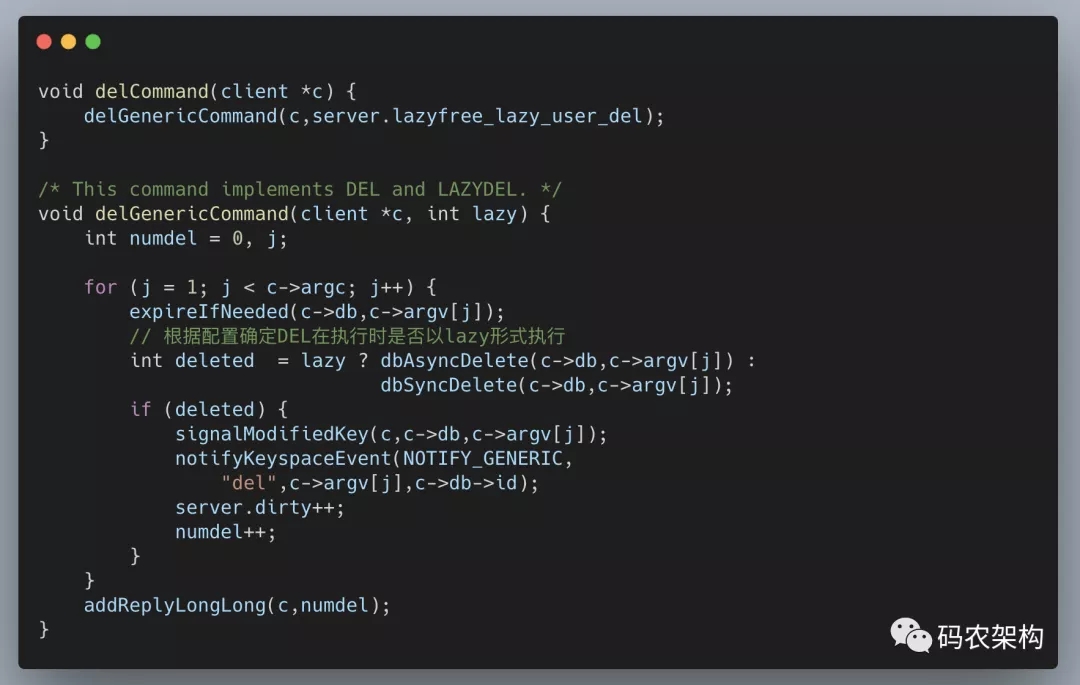 void delCommand(client *c) {
    delGenericCommand(c,server.lazyfree_lazy_user_del);
}

/* This command implements DEL and LAZYDEL. */
void delGenericCommand(client *c, int lazy) {
    int numdel = 0, j;

    for (j = 1; j < c->argc; j++) {
        expireIfNeeded(c->db,c->argv[j]);
        // 根据配置确定DEL在执行时是否以lazy形式执行
        int deleted  = lazy ? dbAsyncDelete(c->db,c->argv[j]) :
                              dbSyncDelete(c->db,c->argv[j]);
        if (deleted) {
            signalModifiedKey(c,c->db,c->argv[j]);
            notifyKeyspaceEvent(NOTIFY_GENERIC,
                "del",c->argv[j],c->db->id);
            server.dirty++;
            numdel++;
        }
    }
    addReplyLongLong(c,numdel);
}
码农架构